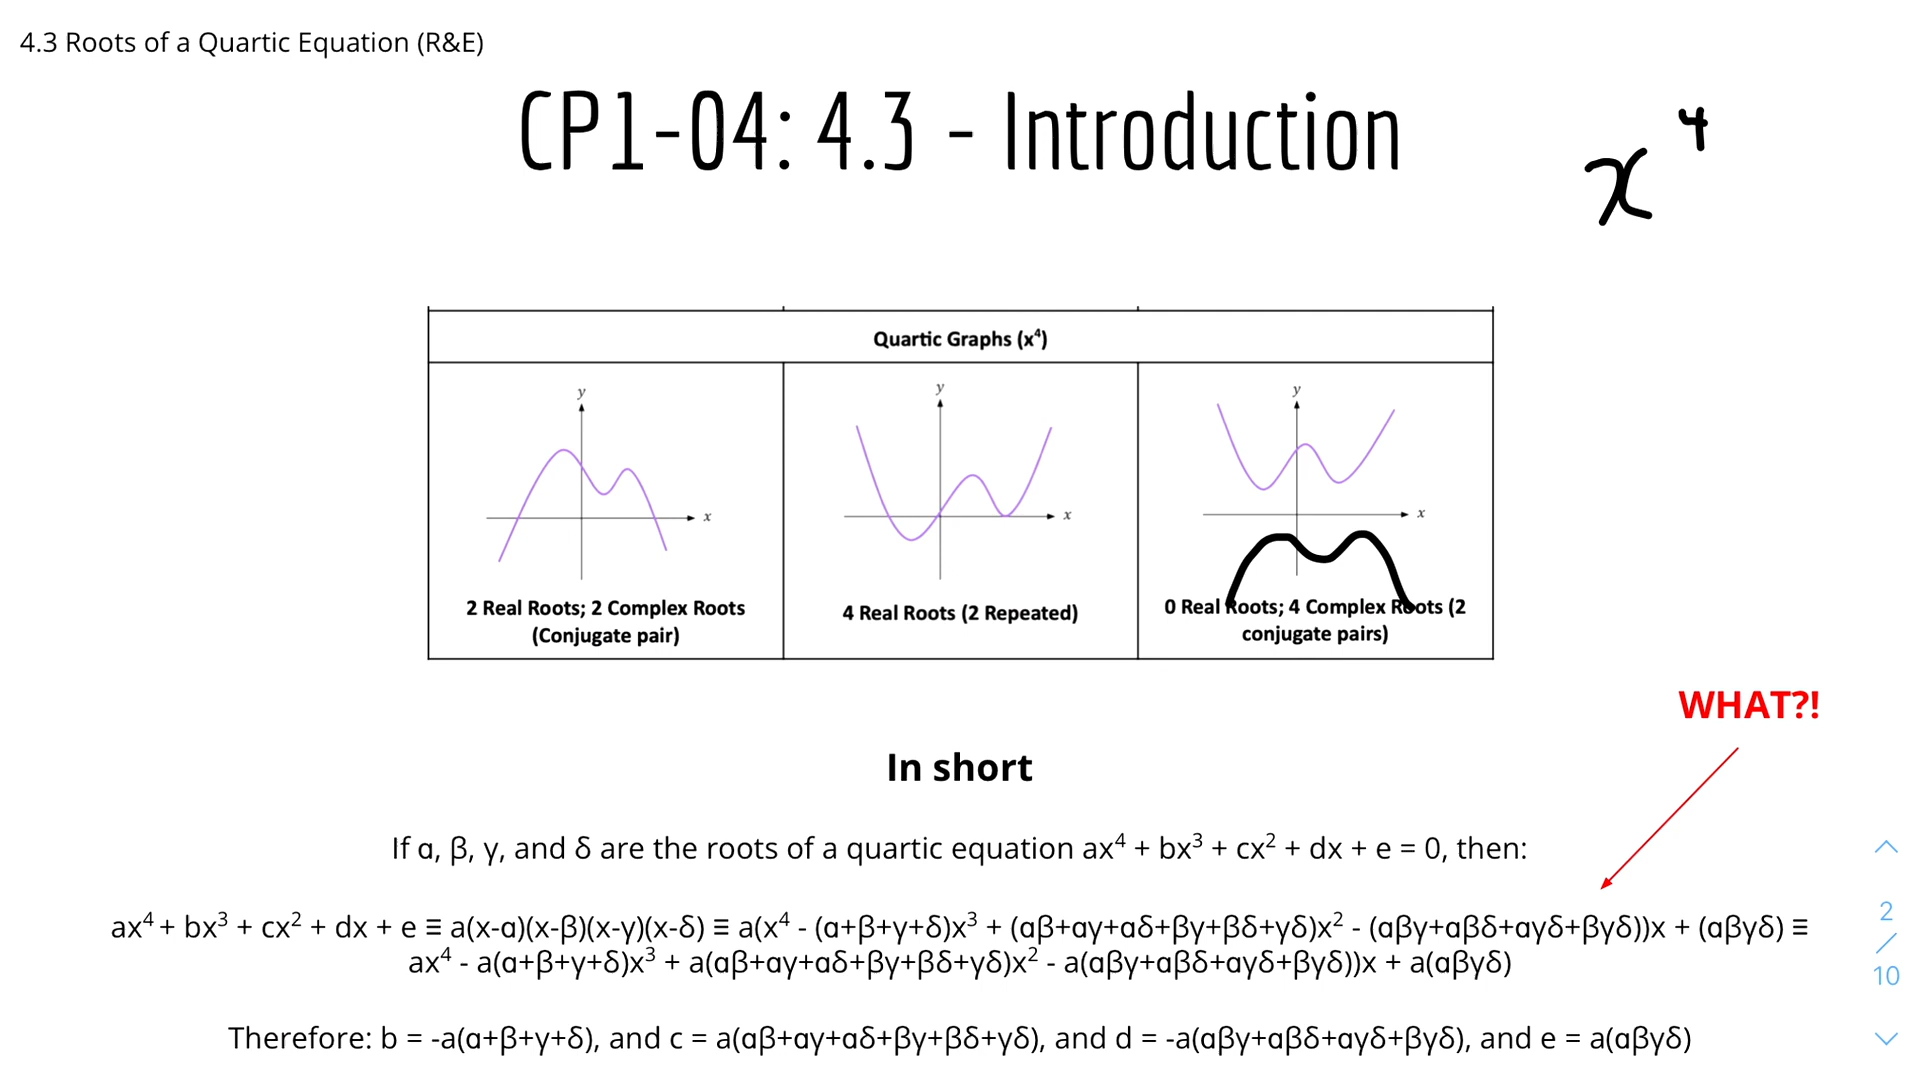 4.3 Roots of a Quartic Equation (R&E)
CP1-04: 4.3 - Introduction
x⁴
Quartic Graphs (x⁴)
y
x
2 Real Roots; 2 Complex Roots
(Conjugate pair)
y
x
4 Real Roots (2 Repeated)
y
x
0 Real Roots; 4 Complex Roots (2
conjugate pairs)
WHAT?!
In short
If α, β, γ, and δ are the roots of a quartic equation ax⁴ + bx³ + cx² + dx + e = 0, then:
ax⁴ + bx³ + cx² + dx + e ≡ a(x-α)(x-β)(x-γ)(x-δ) ≡ a(x⁴ - (α+β+γ+δ)x³ + (αβ+αγ+αδ+βγ+βδ+γδ)x² - (αβγ+αβδ+αγδ+βγδ))x + (αβγδ) ≡
ax⁴ - a(α+β+γ+δ)x³ + a(αβ+αγ+αδ+βγ+βδ+γδ)x² - a(αβγ+αβδ+αγδ+βγδ))x + a(αβγδ)
Therefore: b = -a(α+β+γ+δ), and c = a(αβ+αγ+αδ+βγ+βδ+γδ), and d = -a(αβγ+αβδ+αγδ+βγδ), and e = a(αβγδ)
2
/
10